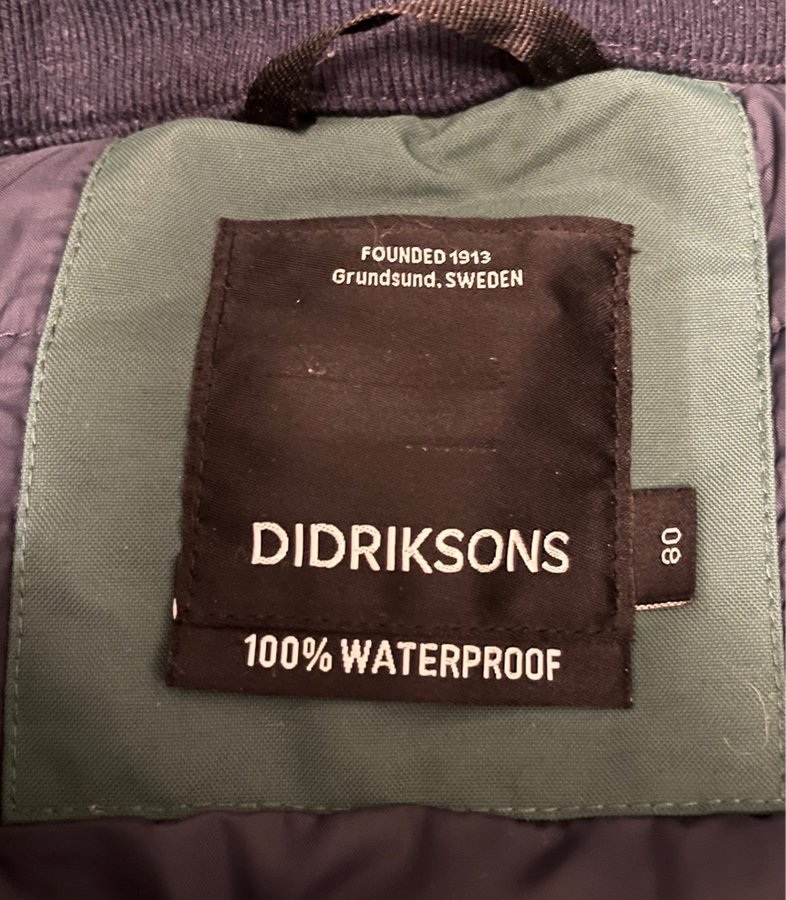 FOUNDED 1913
Grundsund, SWEDEN
DIDRIKSONS
80
100% WATERPROOF